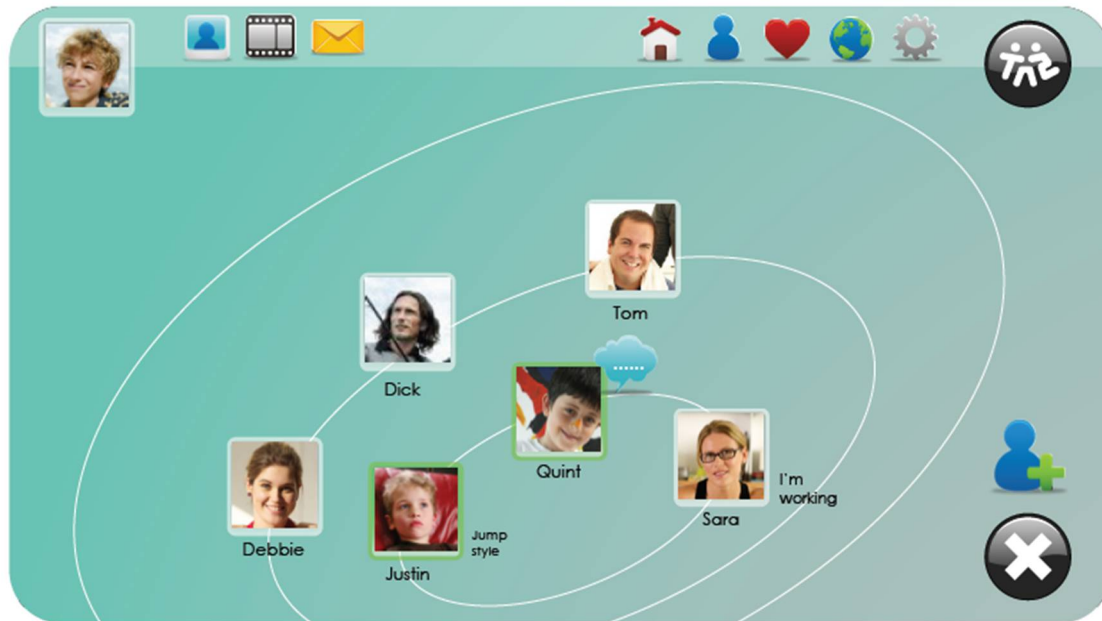 Tom
Dick
Quint
I'm
working
Sara
Jump
style
Debbie
Justin